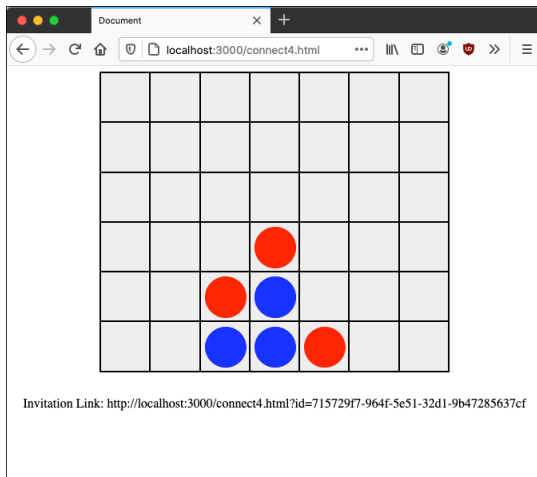 Document
localhost:3000/connect4.html
Invitation Link: http://localhost:3000/connect4.html?id=715729f7-964f-5e51-32d1-9b47285637cf